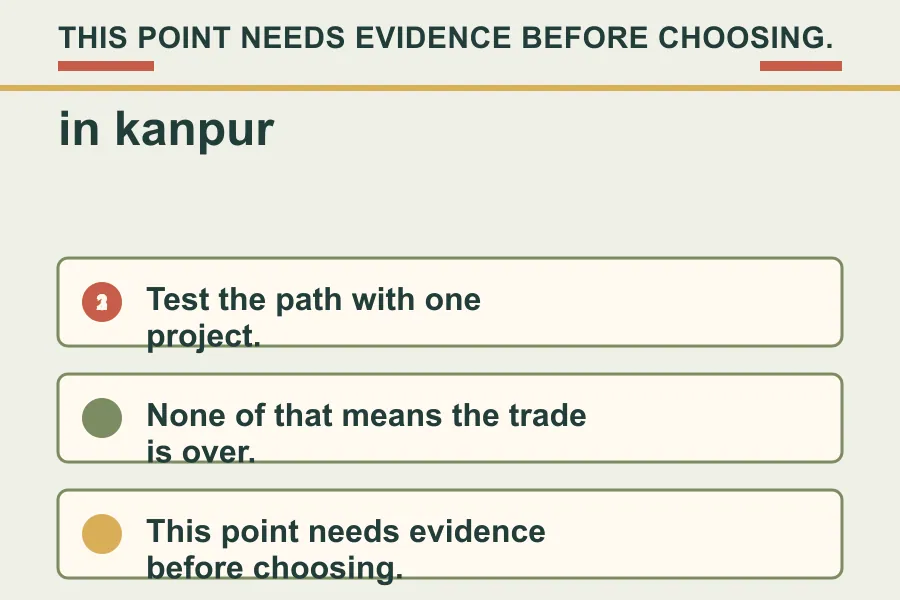 THIS POINT NEEDS EVIDENCE BEFORE CHOOSING.
in kanpur
Test the path with one
project.
None of that means the trade
is over.
This point needs evidence
before choosing.